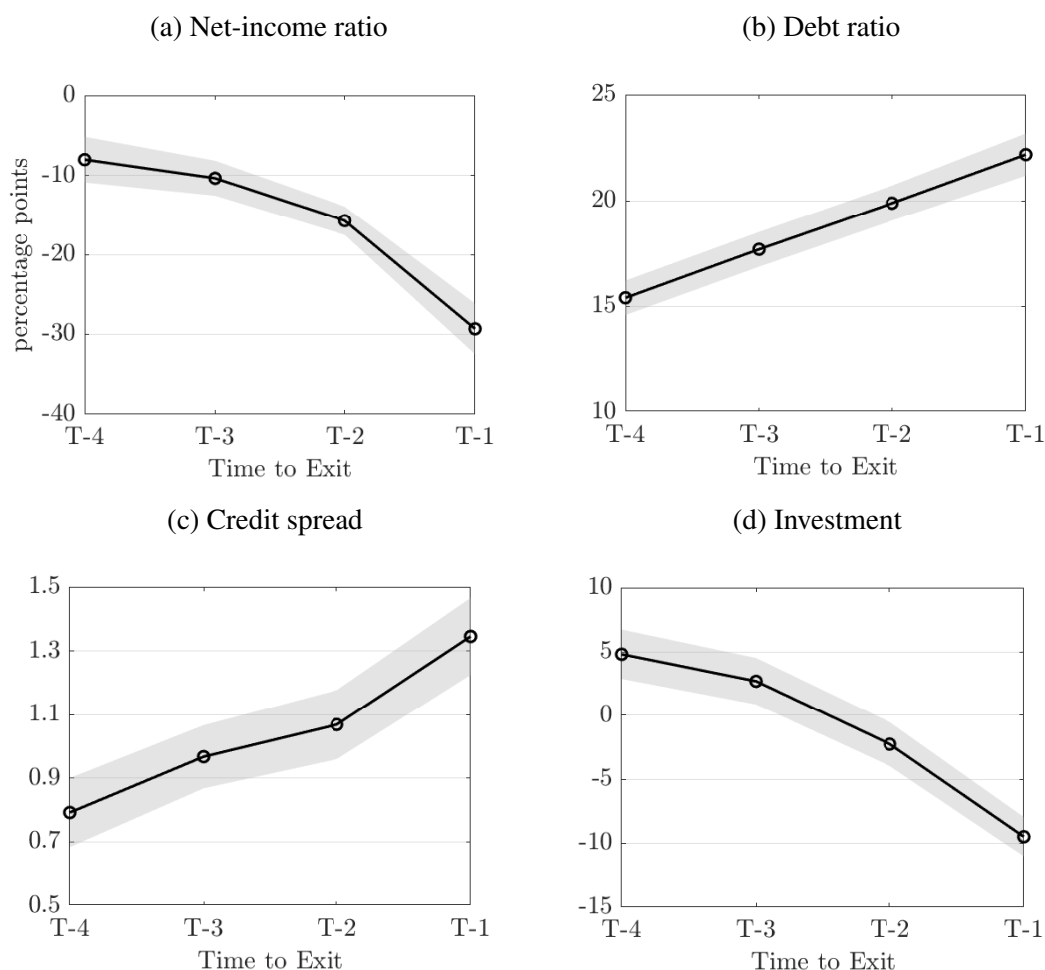 (a) Net-income ratio
percentage points
0
-10
-20
-30
-40
T-4 T-3 T-2 T-1
Time to Exit
(b) Debt ratio
25
20
15
10
T-4 T-3 T-2 T-1
Time to Exit
(c) Credit spread
1.5
1.3
1.1
0.9
0.7
0.5
T-4 T-3 T-2 T-1
Time to Exit
(d) Investment
10
5
0
-5
-10
-15
T-4 T-3 T-2 T-1
Time to Exit